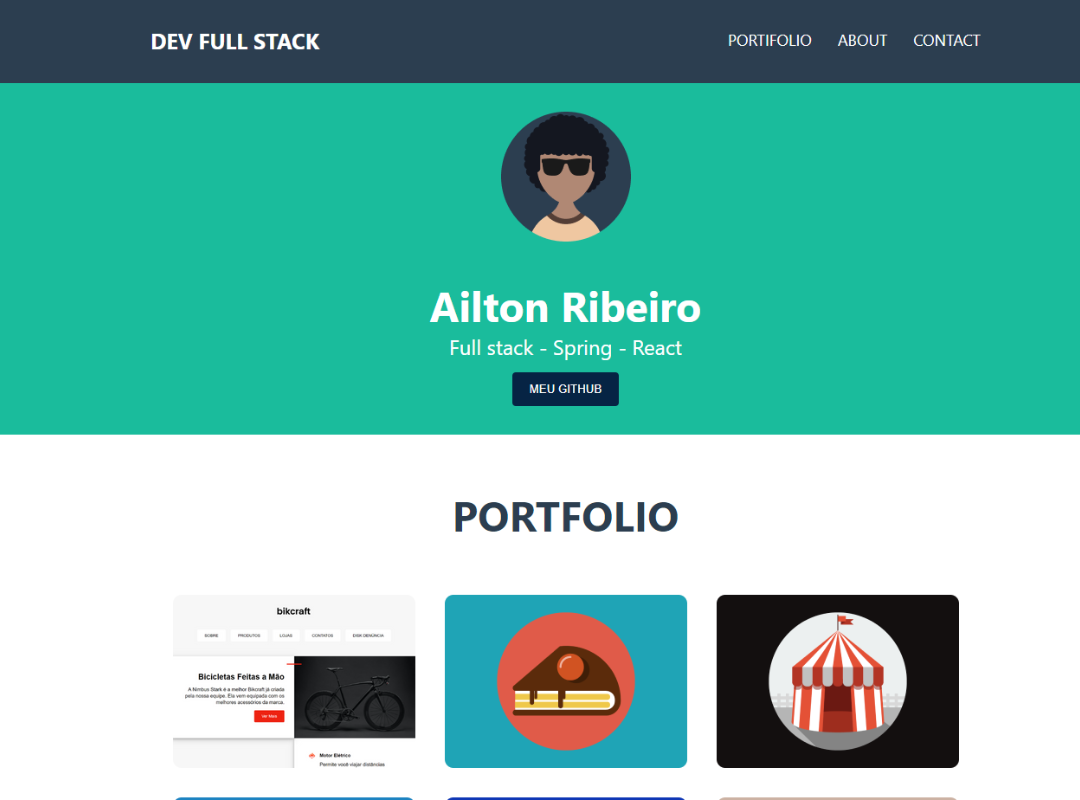 DEV FULL STACK
PORTIFOLIO ABOUT CONTACT
Ailton Ribeiro
Full stack - Spring - React
MEU GITHUB
PORTFOLIO
bikcraft
SOBRE PRODUTOS LOJAS CONTATOS
Bicicletas Feitas a Mão
A Nimbus Stark é a melhor Bikcraft já criada
pela nossa equipe. Ela vem equipada com os
melhores acessórios da marca.
Ver Mais
Motor Elétrico
Permite você viajar distâncias